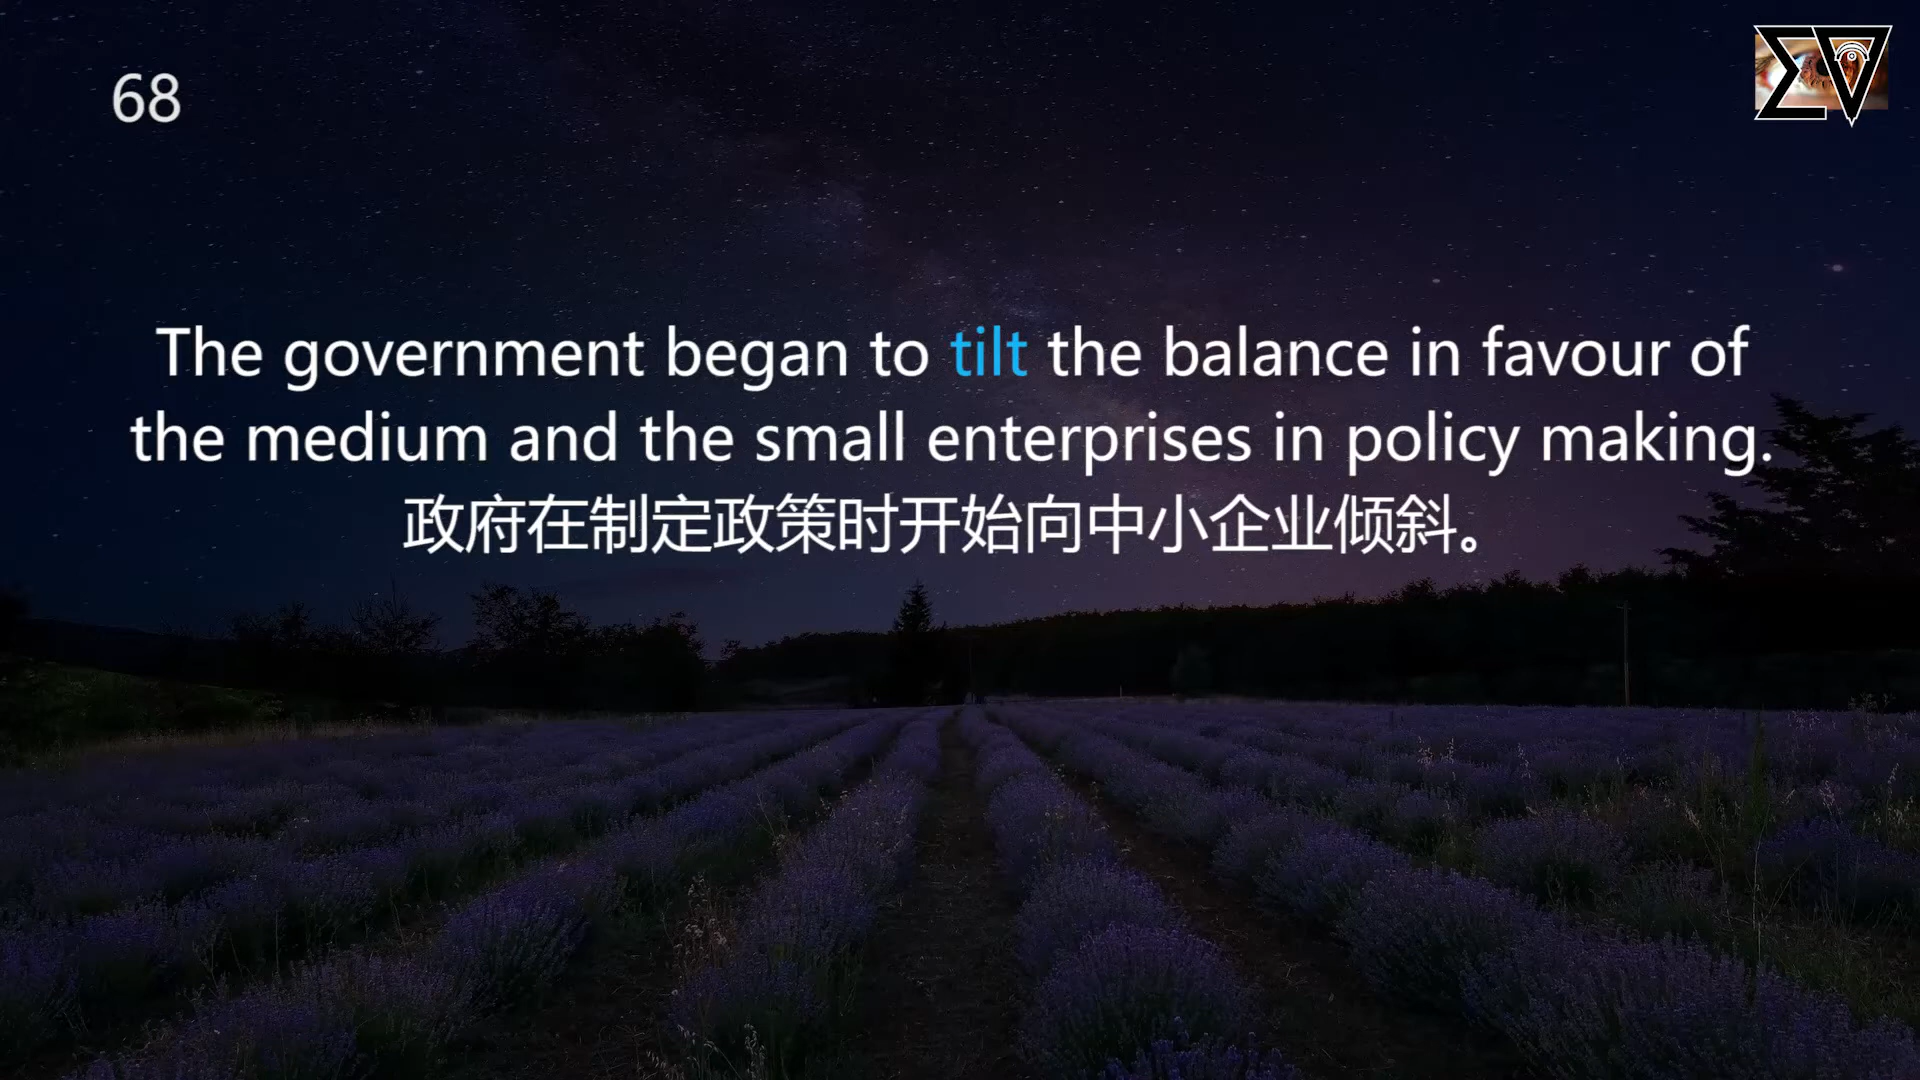 68
The government began to tilt the balance in favour of
the medium and the small enterprises in policy making.
政府在制定政策时开始向中小企业倾斜。